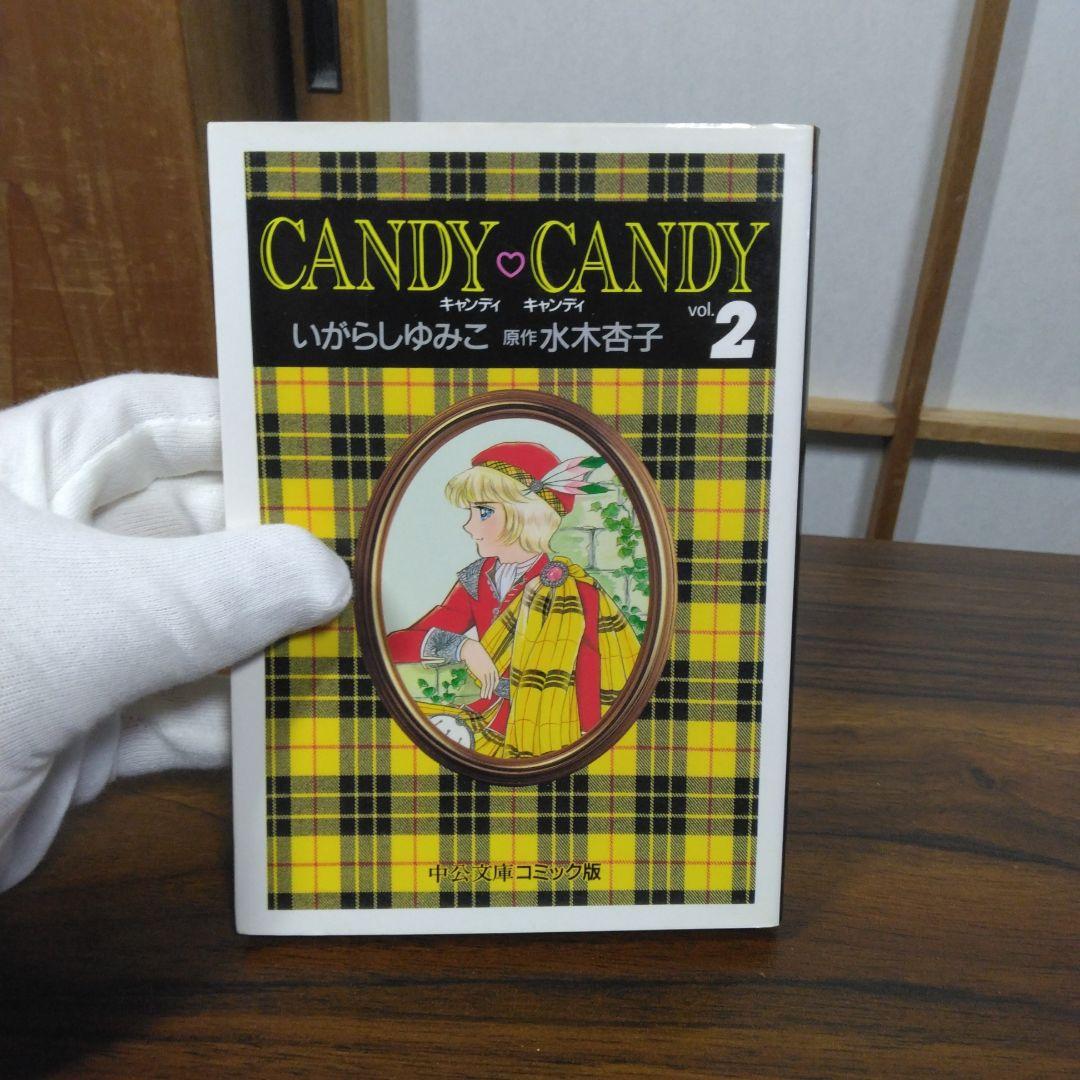 CANDY♡CANDY
キャンディ キャンディ
vol.2
いがらしゆみこ 原作 水木杏子
中公文庫コミック版